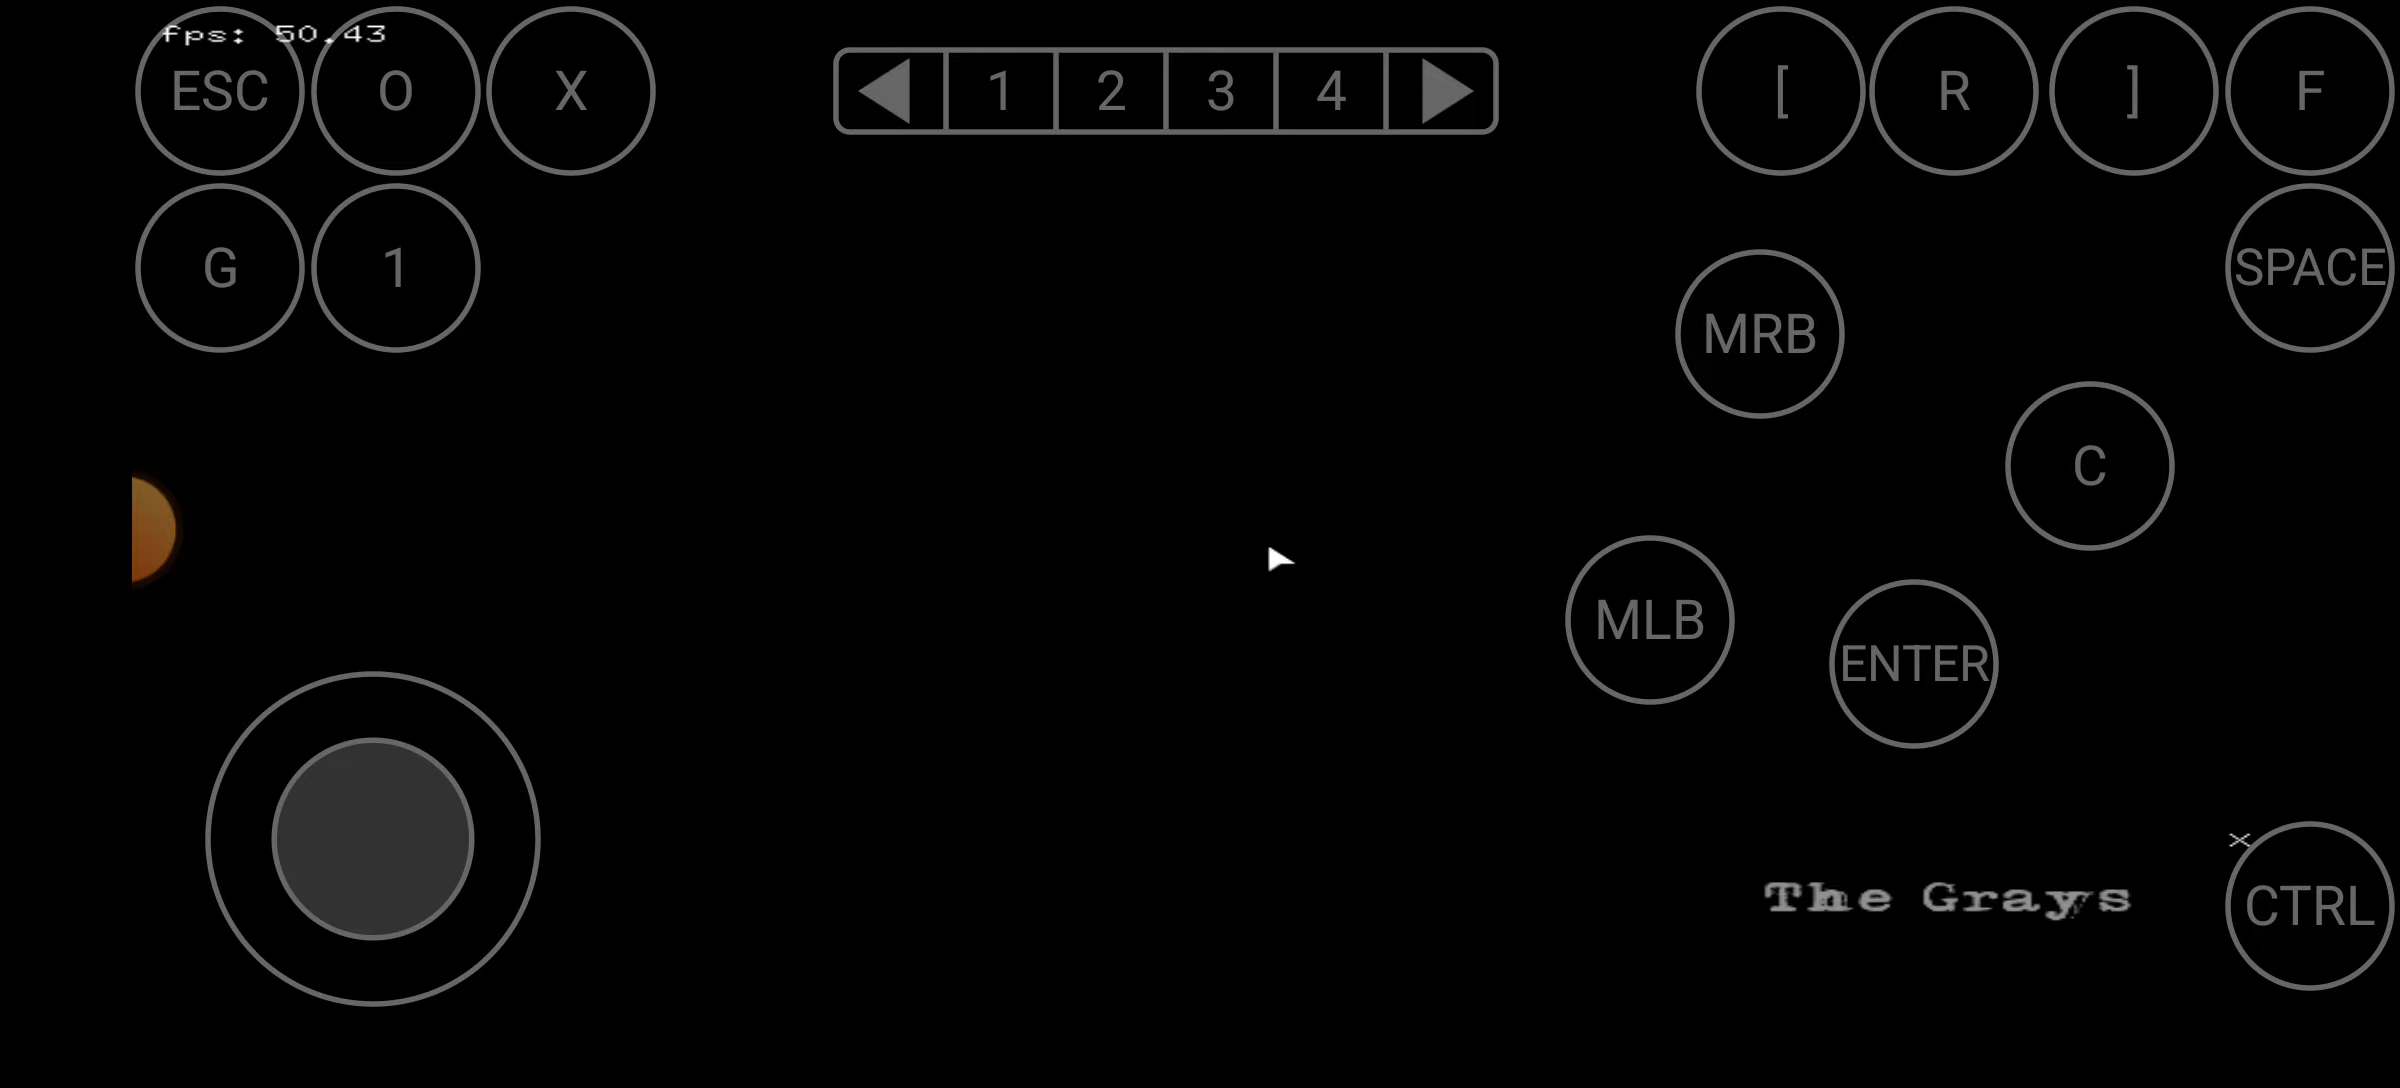 fps: 50.43
ESC O X
1 2 3 4
[ R ] F
G 1
SPACE
MRB
C
MLB
ENTER
×
The Grays
CTRL